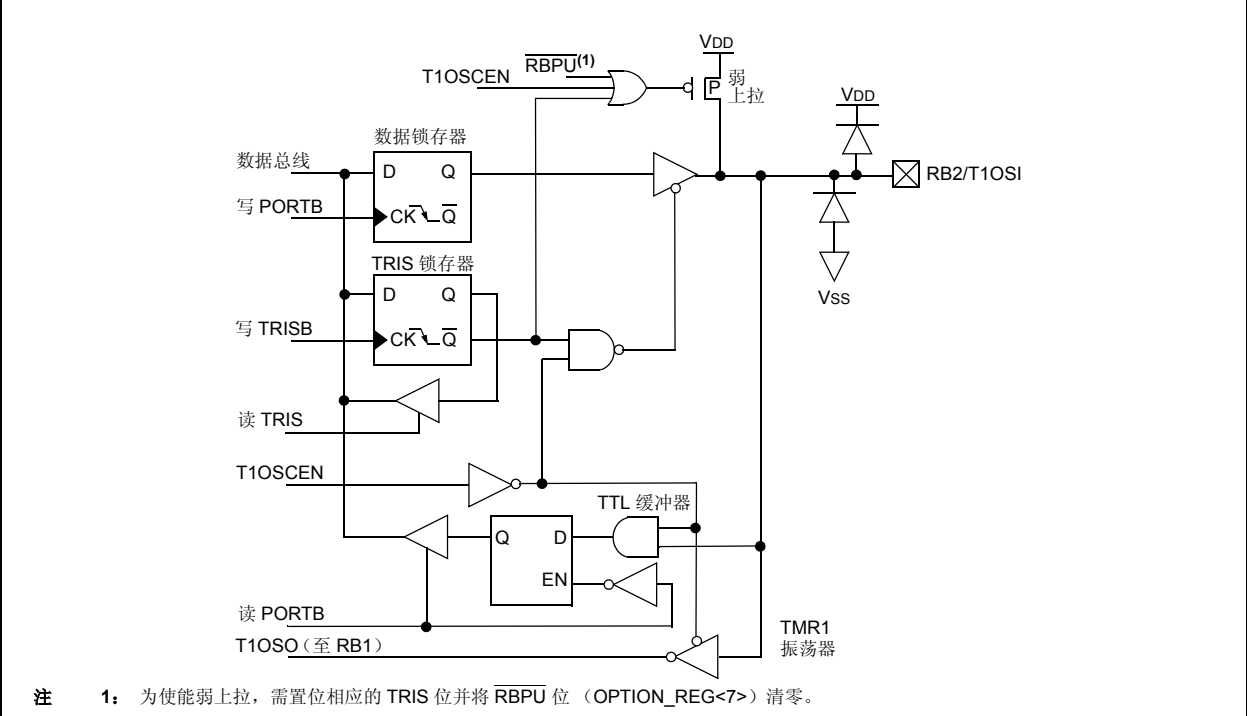 VDD
RBPU(1)
T1OSCEN
P
弱
上拉
VDD
数据锁存器
数据总线
D
Q
RB2/T1OSI
写 PORTB
CK
Q
TRIS 锁存器
VSS
D
Q
写 TRISB
CK
Q
读 TRIS
T1OSCEN
TTL 缓冲器
Q
D
EN
读 PORTB
TMR1
振荡器
T1OSO（至 RB1）
注 1： 为使能弱上拉，需置位相应的 TRIS 位并将 RBPU 位 （OPTION_REG<7>）清零。